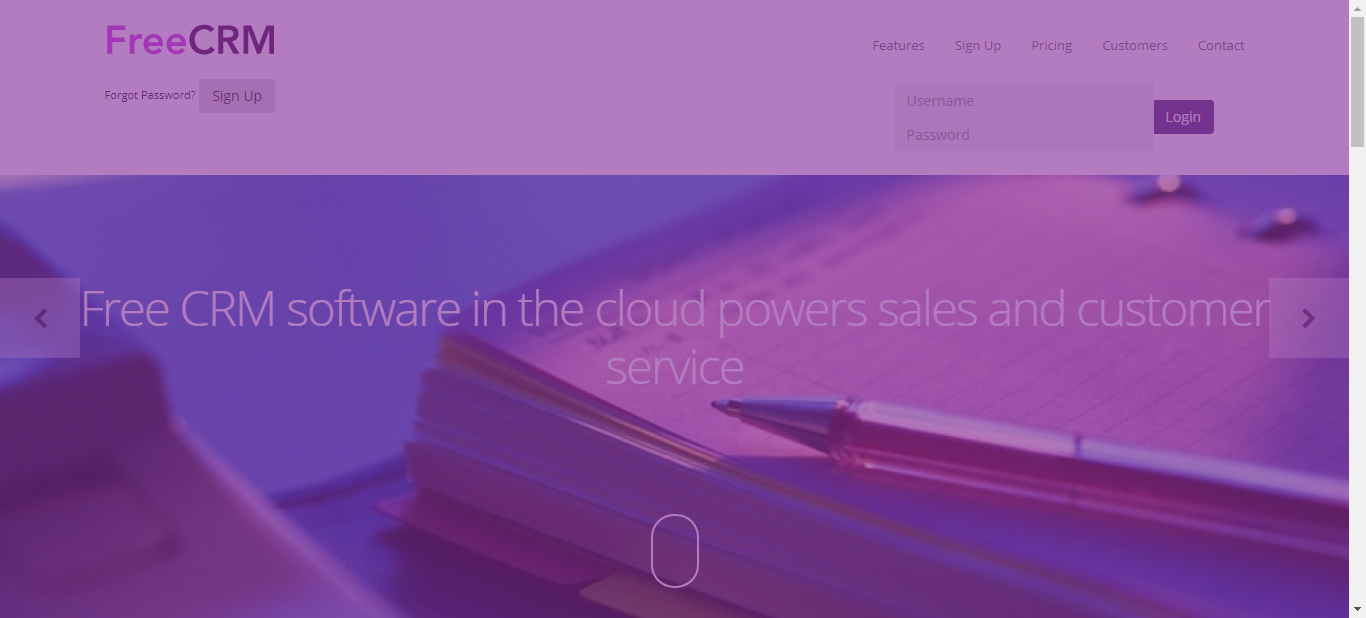 FreeCRM
Features Sign Up Pricing Customers Contact
Forgot Password? Sign Up
Username
Password
Login
Free CRM software in the cloud powers sales and customer
service